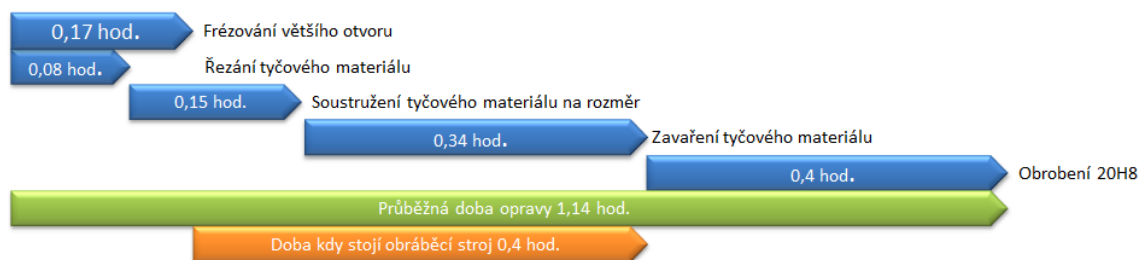 0,17 hod. Frézování většího otvoru
0,08 hod. Řezání tyčového materiálu
0,15 hod. Soustružení tyčového materiálu na rozměr
0,34 hod. Zavaření tyčového materiálu
0,4 hod. Obrobení 20H8
Průběžná doba opravy 1,14 hod.
Doba kdy stojí obráběcí stroj 0,4 hod.